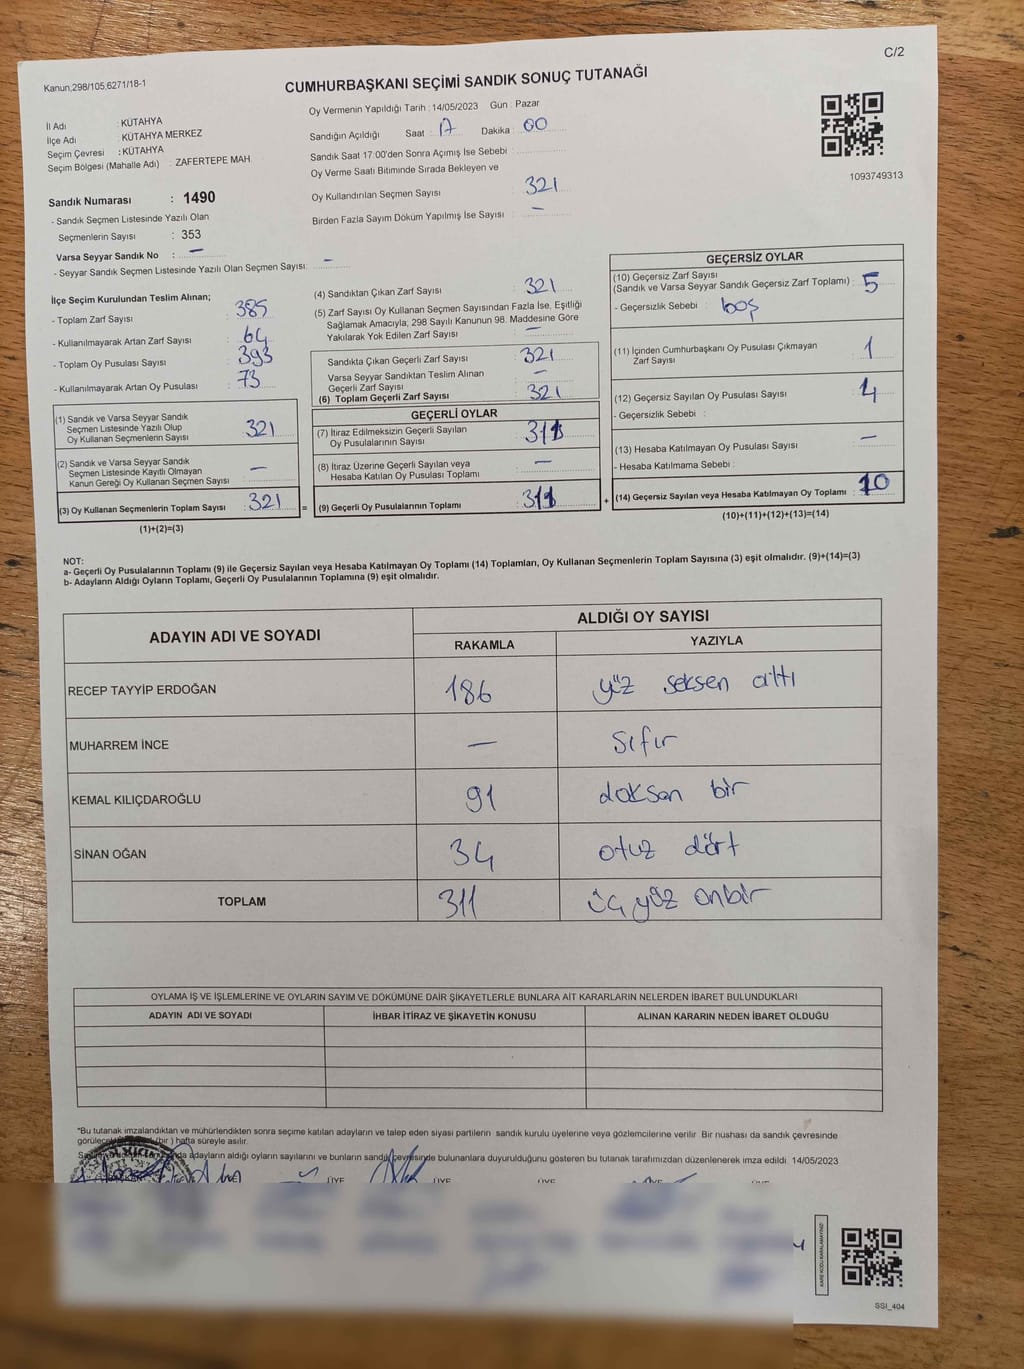 C/2
Kanun,298/105,6271/18-1
CUMHURBAŞKANI SEÇİMİ SANDIK SONUÇ TUTANAĞI
İl Adı : KÜTAHYA
İlçe Adı : KÜTAHYA MERKEZ
Seçim Çevresi : KÜTAHYA
Seçim Bölgesi (Mahalle Adı) : ZAFERTEPE MAH.
Oy Vermenin Yapıldığı Tarih : 14/05/2023 Gün : Pazar
Sandığın Açıldığı Saat : 17 Dakika : 00
Sandık Saat 17:00'den Sonra Açımış İse Sebebi :
Oy Verme Saati Bitiminde Sırada Bekleyen ve
Oy Kullandırılan Seçmen Sayısı : 321
Birden Fazla Sayım Döküm Yapılmış İse Sayısı : –
1093749313
Sandık Numarası : 1490
- Sandık Seçmen Listesinde Yazılı Olan
Seçmenlerin Sayısı : 353
Varsa Seyyar Sandık No : –
- Seyyar Sandık Seçmen Listesinde Yazılı Olan Seçmen Sayısı: –
İlçe Seçim Kurulundan Teslim Alınan;
- Toplam Zarf Sayısı : 385
- Kullanılmayarak Artan Zarf Sayısı : 64
- Toplam Oy Pusulası Sayısı : 393
- Kullanılmayarak Artan Oy Pusulası : 73
(1) Sandık ve Varsa Seyyar Sandık
Seçmen Listesinde Yazılı Olup
Oy Kullanan Seçmenlerin Sayısı : 321
(2) Sandık ve Varsa Seyyar Sandık
Seçmen Listesinde Kayıtlı Olmayan
Kanun Gereği Oy Kullanan Seçmen Sayısı : –
(3) Oy Kullanan Seçmenlerin Toplam Sayısı : 321
(1)+(2)=(3)
(4) Sandıktan Çıkan Zarf Sayısı : 321
(5) Zarf Sayısı Oy Kullanan Seçmen Sayısından Fazla İse, Eşitliği
Sağlamak Amacıyla, 298 Sayılı Kanunun 98. Maddesine Göre
Yakılarak Yok Edilen Zarf Sayısı : –
Sandıkta Çıkan Geçerli Zarf Sayısı : 321
Varsa Seyyar Sandıktan Teslim Alınan
Geçerli Zarf Sayısı : –
(6) Toplam Geçerli Zarf Sayısı : 321
GEÇERLİ OYLAR
(7) İtiraz Edilmeksizin Geçerli Sayılan
Oy Pusulalarının Sayısı : 311
(8) İtiraz Üzerine Geçerli Sayılan veya
Hesaba Katılan Oy Pusulası Toplamı : –
= (9) Geçerli Oy Pusulalarının Toplamı : 311
GEÇERSİZ OYLAR
(10) Geçersiz Zarf Sayısı
(Sandık ve Varsa Seyyar Sandık Geçersiz Zarf Toplamı) : 5
- Geçersizlik Sebebi : boş
(11) İçinden Cumhurbaşkanı Oy Pusulası Çıkmayan
Zarf Sayısı : 1
(12) Geçersiz Sayılan Oy Pusulası Sayısı : 4
- Geçersizlik Sebebi :
(13) Hesaba Katılmayan Oy Pusulası Sayısı : –
- Hesaba Katılmama Sebebi :
+ (14) Geçersiz Sayılan veya Hesaba Katılmayan Oy Toplamı : 10
(10)+(11)+(12)+(13)=(14)
NOT:
a- Geçerli Oy Pusulalarının Toplamı (9) ile Geçersiz Sayılan veya Hesaba Katılmayan Oy Toplamı (14) Toplamları, Oy Kullanan Seçmenlerin Toplam Sayısına (3) eşit olmalıdır. (9)+(14)=(3)
b- Adayların Aldığı Oyların Toplamı, Geçerli Oy Pusulalarının Toplamına (9) eşit olmalıdır.
ADAYIN ADI VE SOYADI
ALDIĞI OY SAYISI
RAKAMLA YAZIYLA
RECEP TAYYİP ERDOĞAN 186 yüz seksen altı
MUHARREM İNCE – sıfır
KEMAL KILIÇDAROĞLU 91 doksan bir
SİNAN OĞAN 34 otuz dört
TOPLAM 311 üç yüz onbir
OYLAMA İŞ VE İŞLEMLERİNE VE OYLARIN SAYIM VE DÖKÜMÜNE DAİR ŞİKAYETLERLE BUNLARA AİT KARARLARIN NELERDEN İBARET BULUNDUKLARI
ADAYIN ADI VE SOYADI İHBAR İTİRAZ VE ŞİKAYETİN KONUSU ALINAN KARARIN NEDEN İBARET OLDUĞU
*Bu tutanak imzalandıktan ve mühürlendikten sonra seçime katılan adayların ve talep eden siyasi partilerin sandık kurulu üyelerine veya gözlemcilerine verilir. Bir nushası da sandık çevresinde
(bir ) hafta süreyle asılır.
adayların aldığı oyların sayılarını ve bunların sandık çevresinde bulunanlara duyurulduğunu gösteren bu tutanak tarafımızdan düzenlenerek imza edildi. 14/05/2023
ÜYE ÜYE ÜYE
KARE KODU KARALAMAYINIZ!
SSI_404